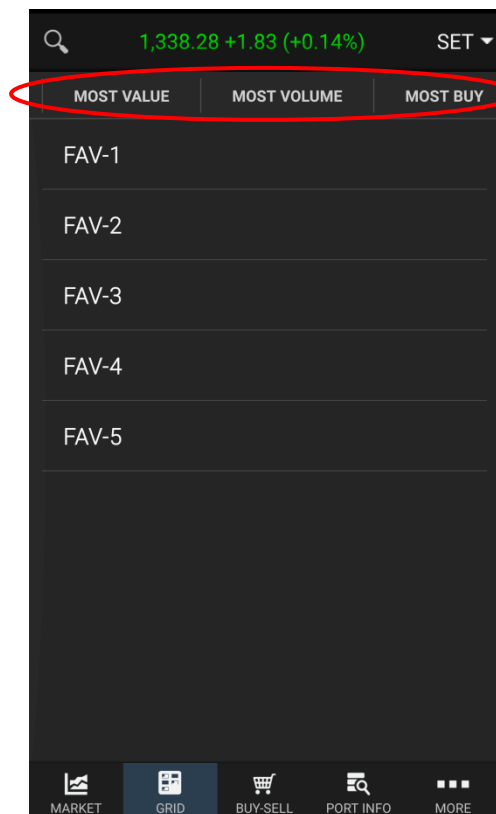 1,338.28 +1.83 (+0.14%) SET
MOST VALUE MOST VOLUME MOST BUY
FAV-1
FAV-2
FAV-3
FAV-4
FAV-5
MARKET GRID BUY-SELL PORT INFO MORE